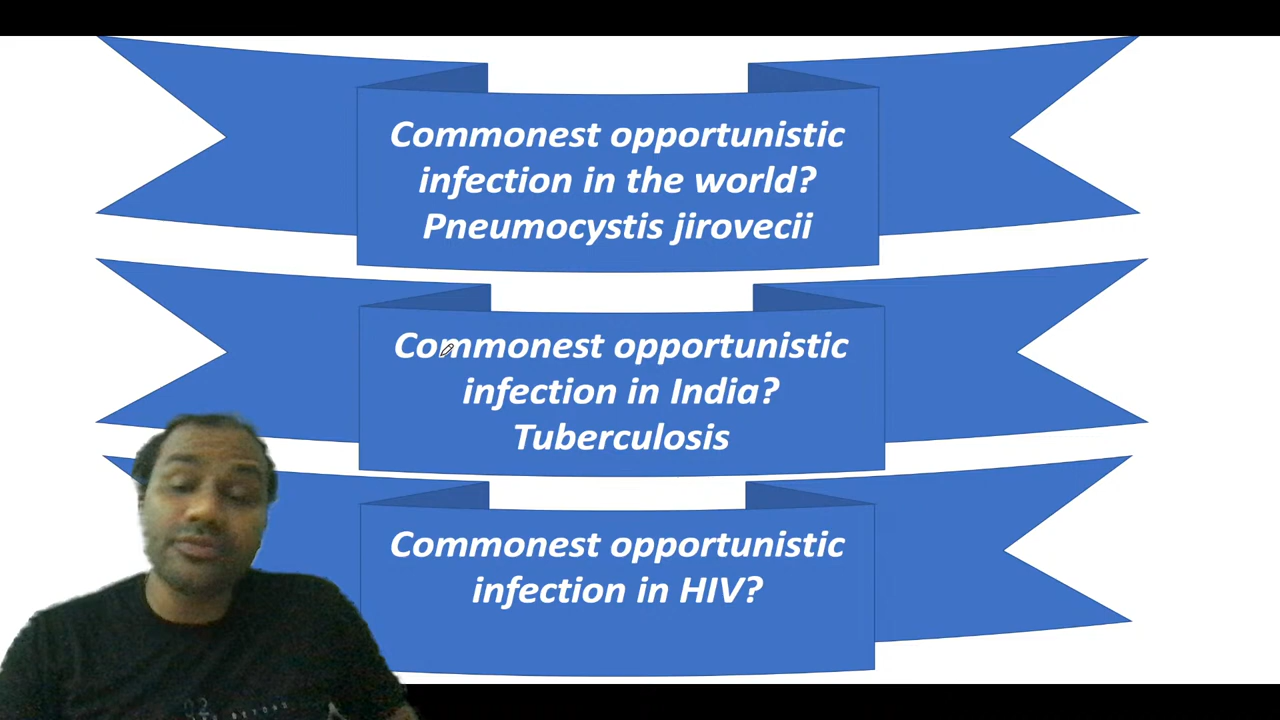 Commonest opportunistic
infection in the world?
Pneumocystis jirovecii
Commonest opportunistic
infection in India?
Tuberculosis
Commonest opportunistic
infection in HIV?